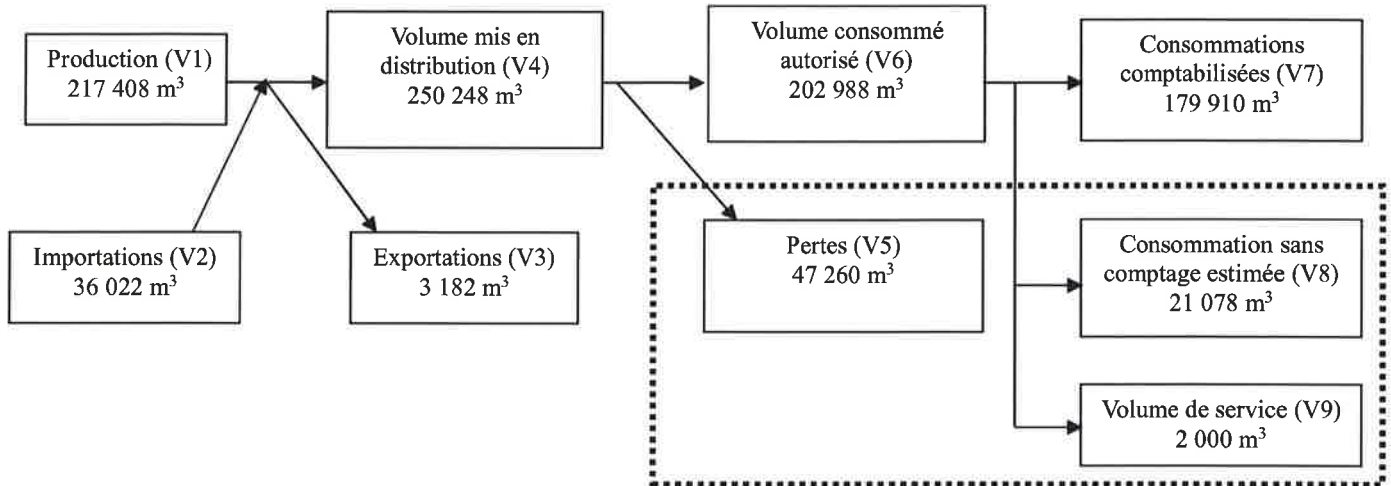 Production (V1)
217 408 m³
Volume mis en
distribution (V4)
250 248 m³
Volume consommé
autorisé (V6)
202 988 m³
Consommations
comptabilisées (V7)
179 910 m³
Importations (V2)
36 022 m³
Exportations (V3)
3 182 m³
Pertes (V5)
47 260 m³
Consommation sans
comptage estimée (V8)
21 078 m³
Volume de service (V9)
2 000 m³